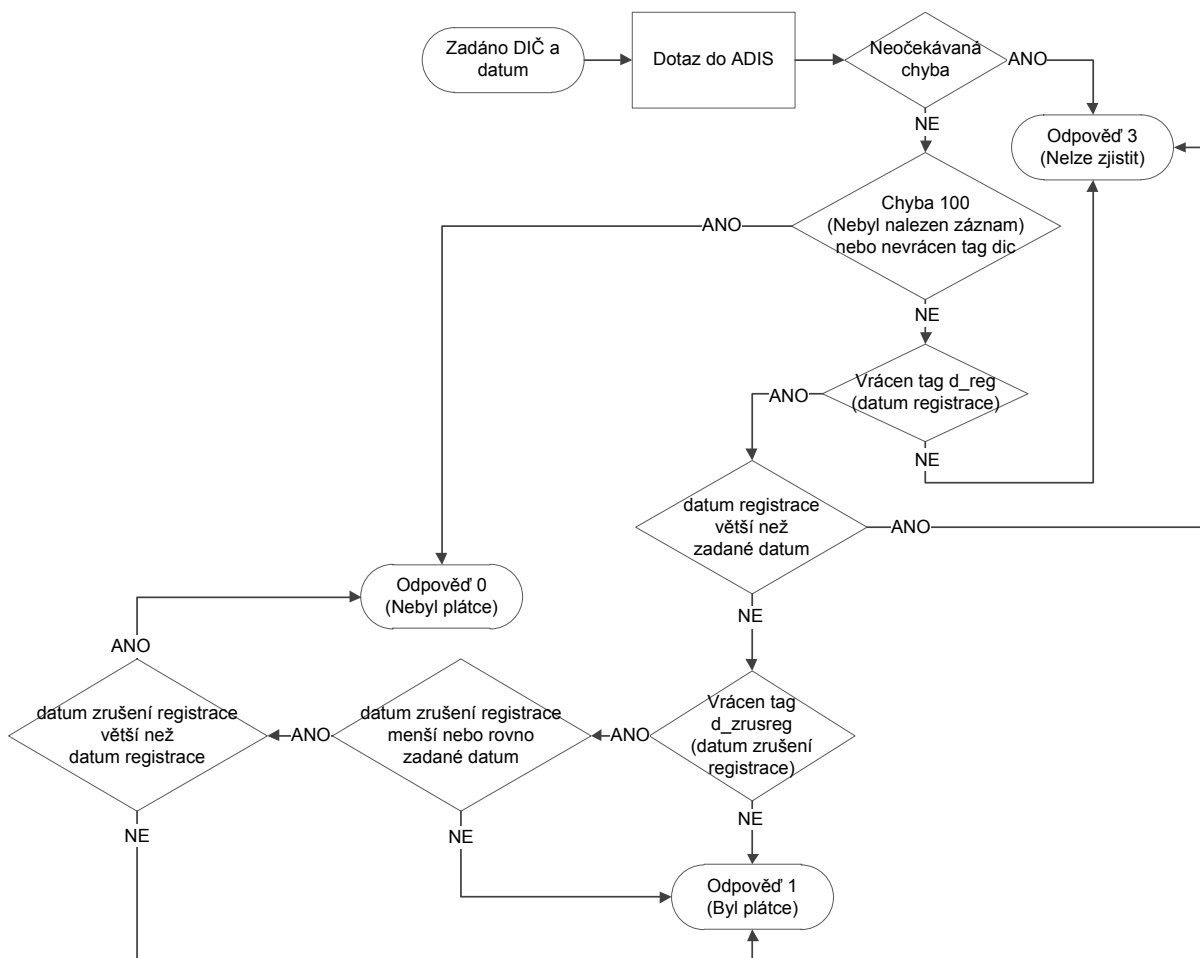 Zadáno DIČ a
datum
Dotaz do ADIS
Neočekávaná
chyba
ANO
NE
Odpověď 3
(Nelze zjistit)
Chyba 100
(Nebyl nalezen záznam)
nebo nevrácen tag dic
ANO
NE
Vrácen tag d_reg
(datum registrace)
ANO
NE
datum registrace
větší než
zadané datum
ANO
NE
Odpověď 0
(Nebyl plátce)
ANO
datum zrušení registrace
větší než
datum registrace
ANO
datum zrušení registrace
menší nebo rovno
zadané datum
ANO
Vrácen tag
d_zrusreg
(datum zrušení
registrace)
NE
NE
NE
Odpověď 1
(Byl plátce)